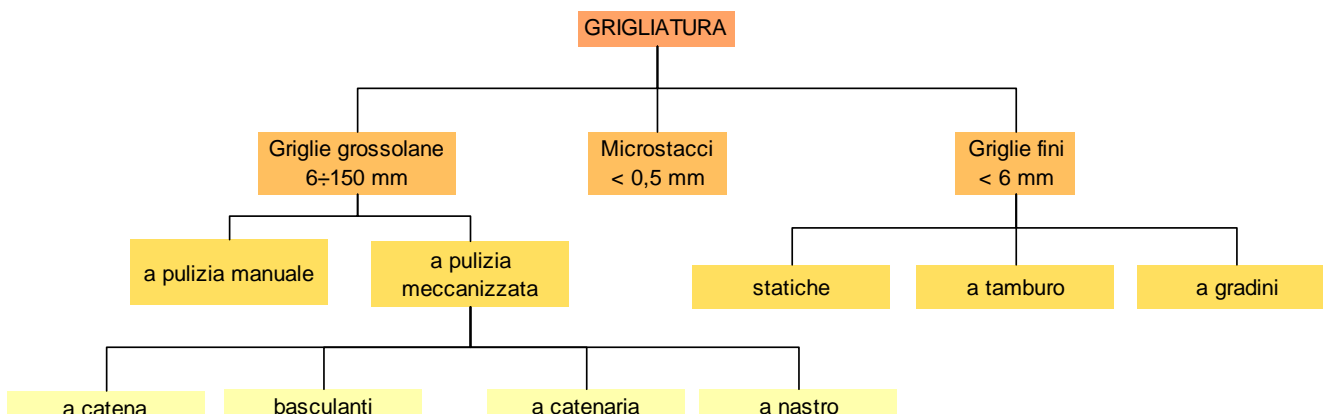 GRIGLIATURA
Griglie grossolane
6÷150 mm
Microstacci
< 0,5 mm
Griglie fini
< 6 mm
a pulizia manuale
a pulizia
meccanizzata
statiche
a tamburo
a gradini
a catena
basculanti
a catenaria
a nastro